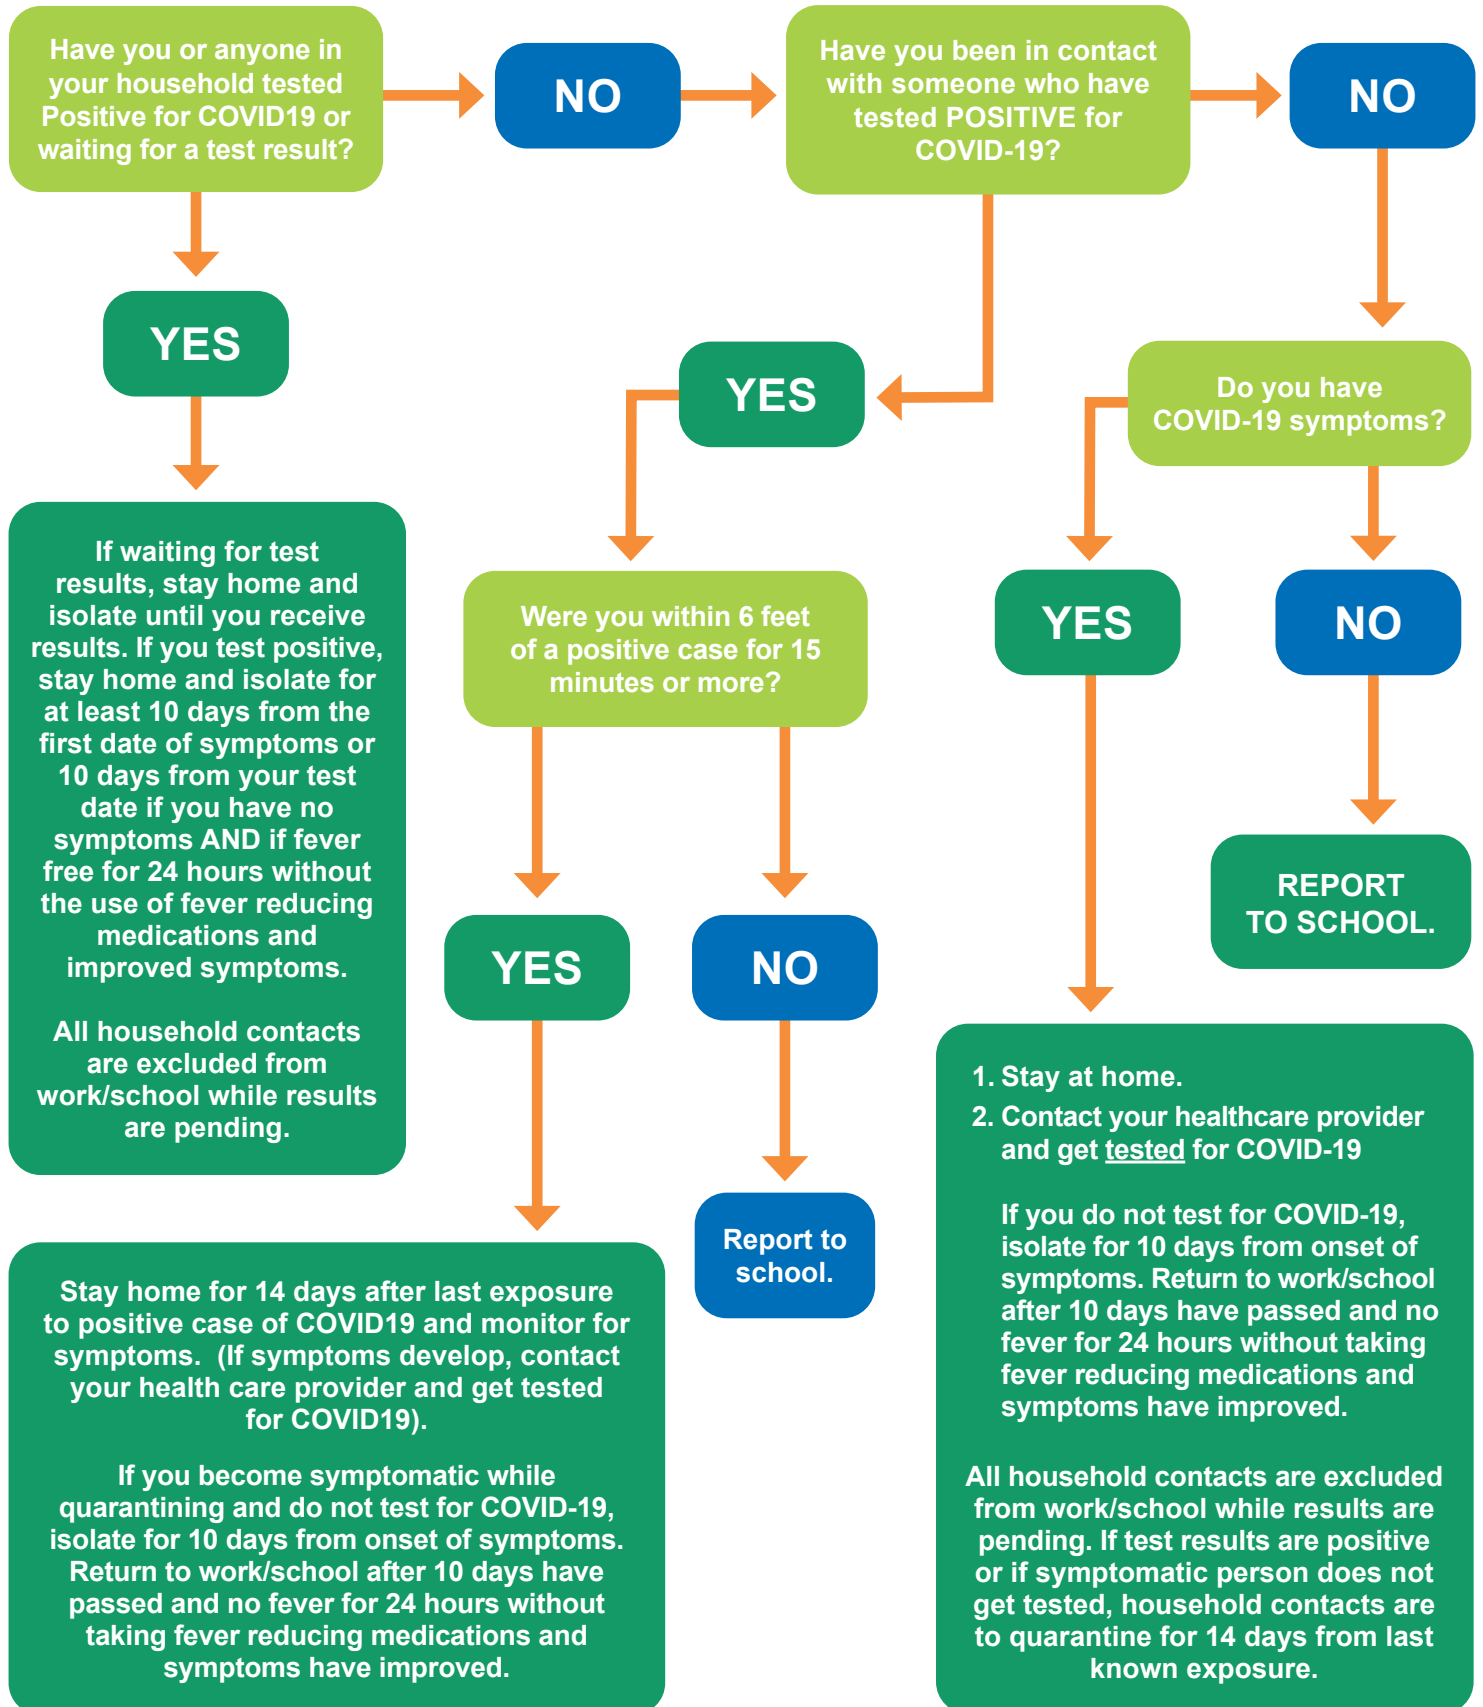 Have you or anyone in
your household tested
Positive for COVID19 or
waiting for a test result?
NO
Have you been in contact
with someone who have
tested POSITIVE for
COVID-19?
NO
YES
YES
Do you have
COVID-19 symptoms?
If waiting for test
results, stay home and
isolate until you receive
results. If you test positive,
stay home and isolate for
at least 10 days from the
first date of symptoms or
10 days from your test
date if you have no
symptoms AND if fever
free for 24 hours without
the use of fever reducing
medications and
improved symptoms.
All household contacts
are excluded from
work/school while results
are pending.
Were you within 6 feet
of a positive case for 15
minutes or more?
YES
NO
REPORT
TO SCHOOL.
YES
NO
Report to
school.
Stay home for 14 days after last exposure
to positive case of COVID19 and monitor for
symptoms.  (If symptoms develop, contact
your health care provider and get tested
for COVID19).
If you become symptomatic while
quarantining and do not test for COVID-19,
isolate for 10 days from onset of symptoms.
Return to work/school after 10 days have
passed and no fever for 24 hours without
taking fever reducing medications and
symptoms have improved.
1. Stay at home.
2. Contact your healthcare provider
and get tested for COVID-19
If you do not test for COVID-19,
isolate for 10 days from onset of
symptoms. Return to work/school
after 10 days have passed and no
fever for 24 hours without taking
fever reducing medications and
symptoms have improved.
All household contacts are excluded
from work/school while results are
pending. If test results are positive
or if symptomatic person does not
get tested, household contacts are
to quarantine for 14 days from last
known exposure.